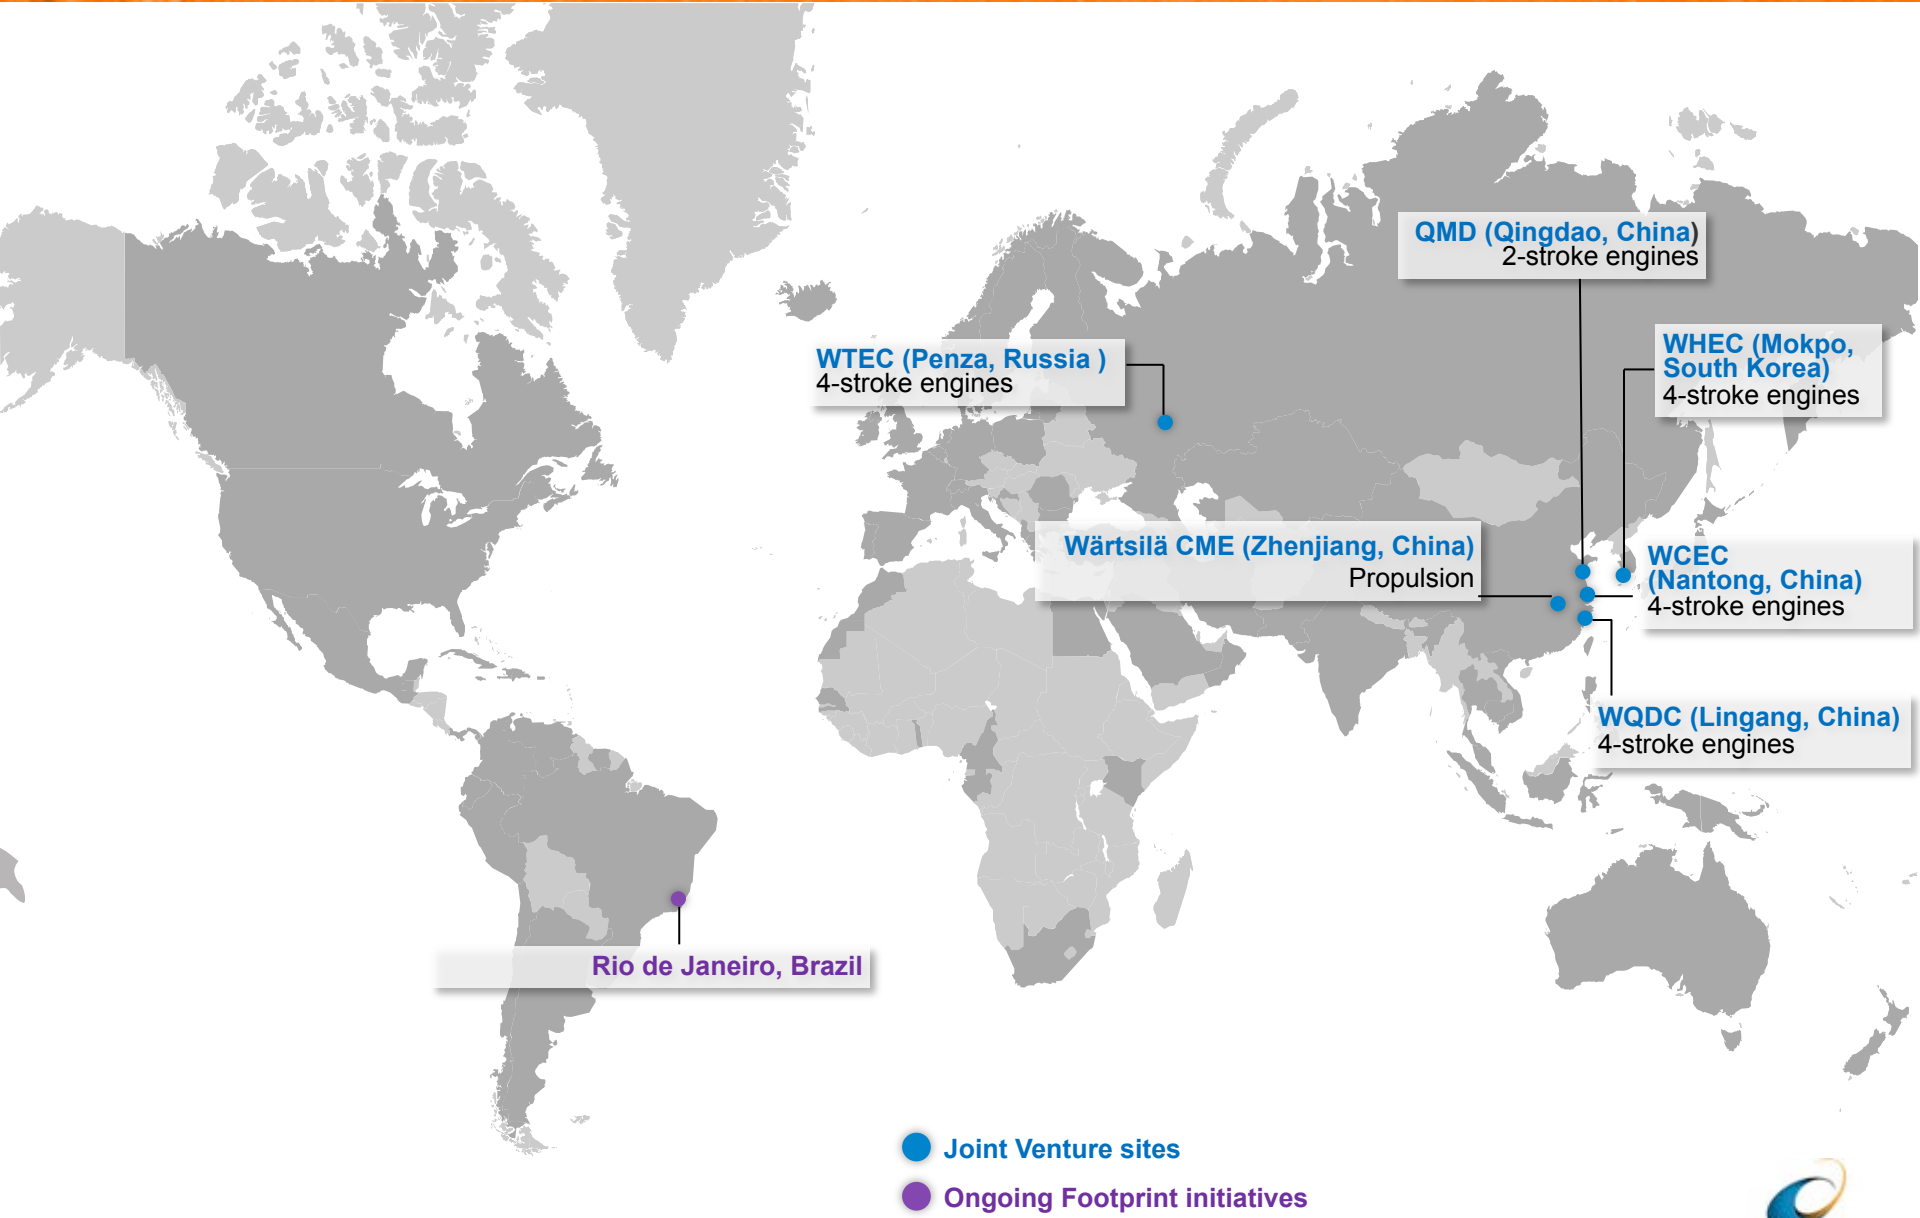 QMD (Qingdao, China)
2-stroke engines
WHEC (Mokpo,
South Korea)
4-stroke engines
WTEC (Penza, Russia )
4-stroke engines
Wärtsilä CME (Zhenjiang, China)
Propulsion
WCEC
(Nantong, China)
4-stroke engines
WQDC (Lingang, China)
4-stroke engines
Rio de Janeiro, Brazil
Joint Venture sites
Ongoing Footprint initiatives